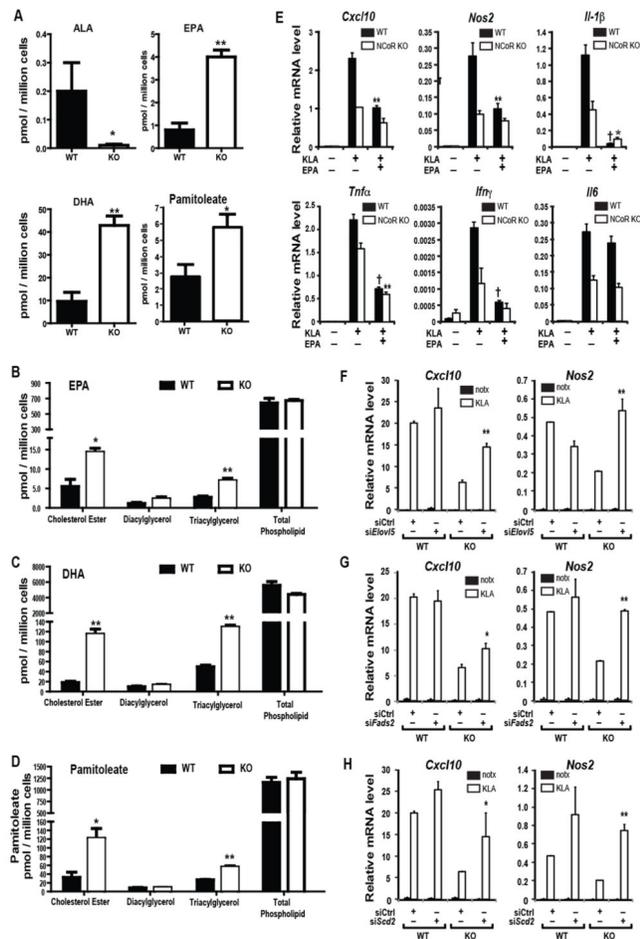 A
ALA
pmol / million cells
0.4
0.3
0.2
0.1
0.0
*
WT
KO
EPA
pmol / million cells
5
4
3
2
1
0
**
WT
KO
DHA
pmol / million cells
50
40
30
20
10
0
**
WT
KO
Pamitoleate
pmol / million cells
7
6
5
4
3
2
1
0
*
WT
KO
B
EPA
WT
KO
pmol / million cells
900
800
700
600
500
15.0
10.0
5.0
0.0
*
**
Cholesterol Ester
Diacylglycerol
Triacylglycerol
Total
Phospholipid
C
DHA
WT
KO
pmol / million cells
8000
6000
4000
2000
140
120
100
80
60
40
20
0
**
**
Cholesterol Ester
Diacylglycerol
Triacylglycerol
Total
Phospholipid
D
Pamitoleate
WT
KO
Pamitoleate
pmol / million cells
1500
1250
1000
750
500
160
140
120
100
80
60
40
20
0
*
**
Cholesterol Ester
Diacylglycerol
Triacylglycerol
Total
Phospholipid
E
Cxcl10
WT
NCoR KO
Relative mRNA level
3
2
1
0
**
KLA – + +
EPA – – +
Nos2
WT
NCoR KO
0.35
0.30
0.25
0.20
0.15
0.10
0.05
0.00
**
KLA – + +
EPA – – +
Il-1β
WT
NCoR KO
1.4
1.2
1.0
0.8
0.6
0.4
0.2
0
† *
KLA – + +
EPA – – +
Tnfα
WT
NCoR KO
Relative mRNA level
2.5
2.0
1.5
1.0
0.5
0.0
† **
KLA – + +
EPA – – +
Ifnγ
WT
NCoR KO
0.0035
0.003
0.0025
0.002
0.0015
0.001
0.0005
0
†
KLA – + +
EPA – – +
Il6
WT
NCoR KO
0.35
0.30
0.25
0.20
0.15
0.10
0.05
0.00
KLA – + +
EPA – – +
F
Cxcl10
notx
KLA
Relative mRNA level
30
25
20
15
10
5
0
**
siCtrl + – + –
siElovl5 – + – +
WT
KO
Nos2
notx
KLA
0.7
0.6
0.5
0.4
0.3
0.2
0.1
0
**
siCtrl + – + –
siElovl5 – + – +
WT
KO
G
Cxcl10
notx
KLA
Relative mRNA level
25
20
15
10
5
0
*
siCtrl + – + –
siFads2 – + – +
WT
KO
Nos2
notx
KLA
0.7
0.6
0.5
0.4
0.3
0.2
0.1
0
**
siCtrl + – + –
siFads2 – + – +
WT
KO
H
Cxcl10
notx
KLA
Relative mRNA level
30
25
20
15
10
5
0
*
siCtrl + – + –
siScd2 – + – +
WT
KO
Nos2
notx
KLA
1.4
1.2
1
0.8
0.6
0.4
0.2
0
**
siCtrl + – + –
siScd2 – + – +
WT
KO